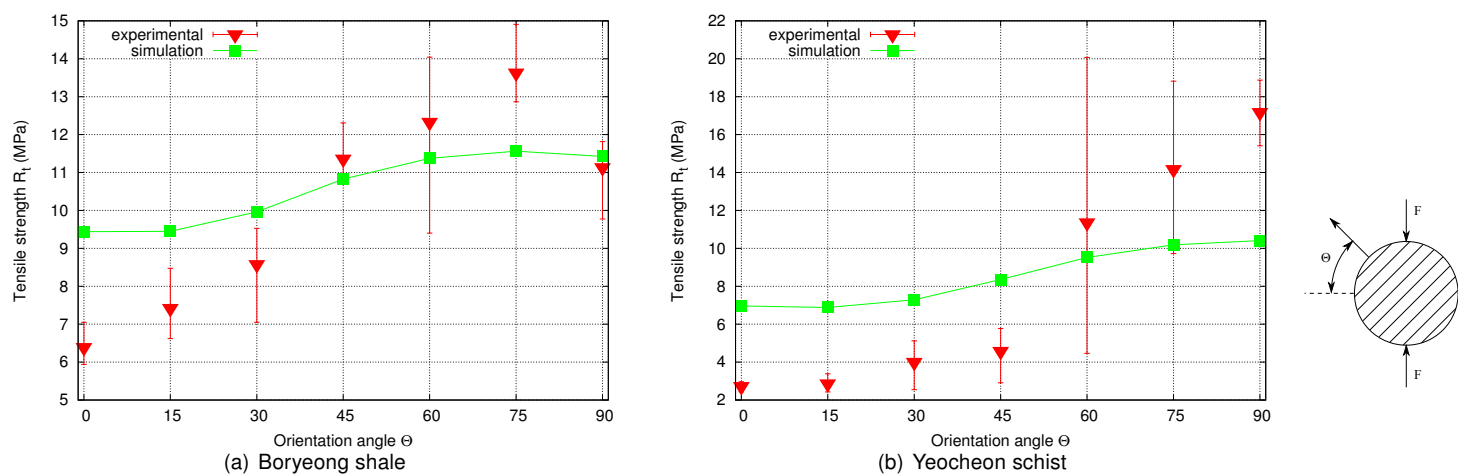 experimental
simulation
15
14
13
12
11
10
9
8
7
6
5
Tensile strength Rt (MPa)
0 15 30 45 60 75 90
Orientation angle Θ
(a) Boryeong shale
experimental
simulation
22
20
18
16
14
12
10
8
6
4
2
Tensile strength Rt (MPa)
0 15 30 45 60 75 90
Orientation angle Θ
(b) Yeocheon schist
F
Θ
F